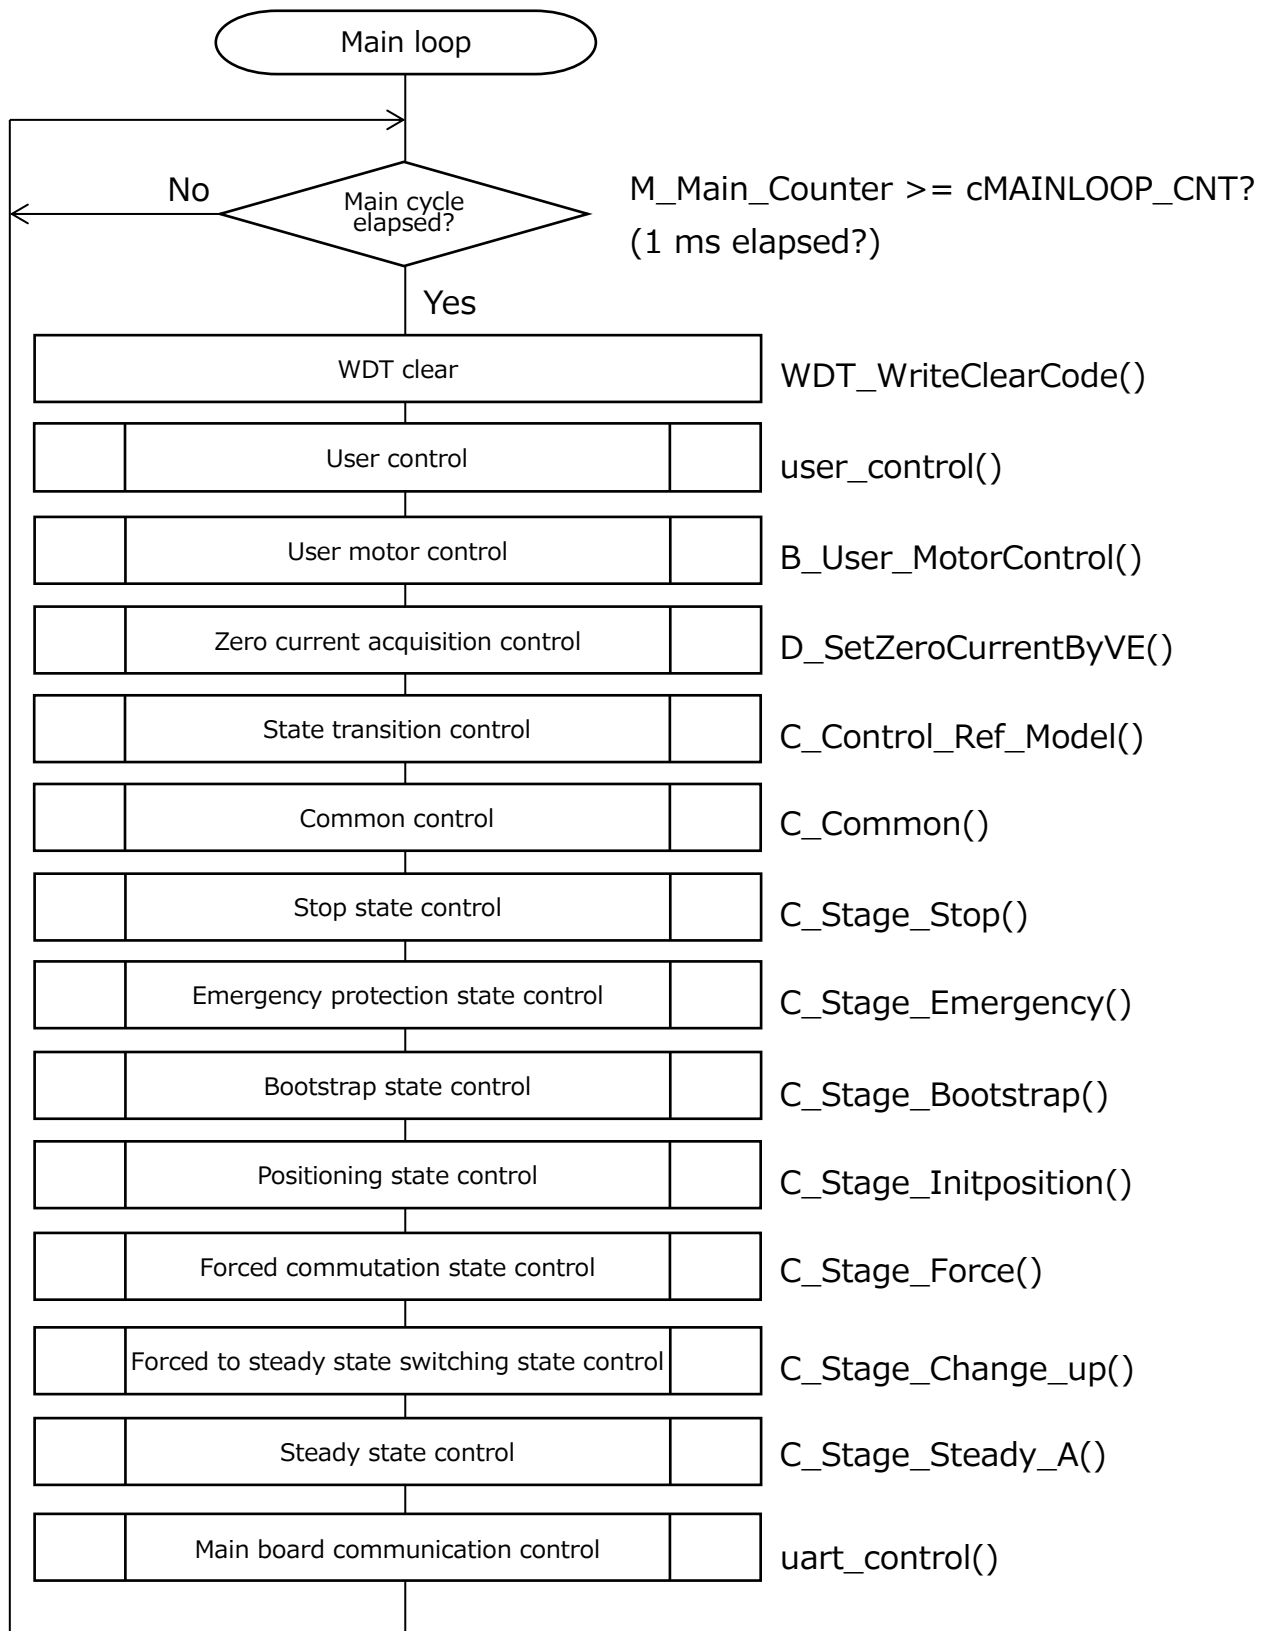 Main loop
No
Main cycle
elapsed?
M_Main_Counter >= cMAINLOOP_CNT?
(1 ms elapsed?)
Yes
WDT clear
WDT_WriteClearCode()
User control
user_control()
User motor control
B_User_MotorControl()
Zero current acquisition control
D_SetZeroCurrentByVE()
State transition control
C_Control_Ref_Model()
Common control
C_Common()
Stop state control
C_Stage_Stop()
Emergency protection state control
C_Stage_Emergency()
Bootstrap state control
C_Stage_Bootstrap()
Positioning state control
C_Stage_Initposition()
Forced commutation state control
C_Stage_Force()
Forced to steady state switching state control
C_Stage_Change_up()
Steady state control
C_Stage_Steady_A()
Main board communication control
uart_control()